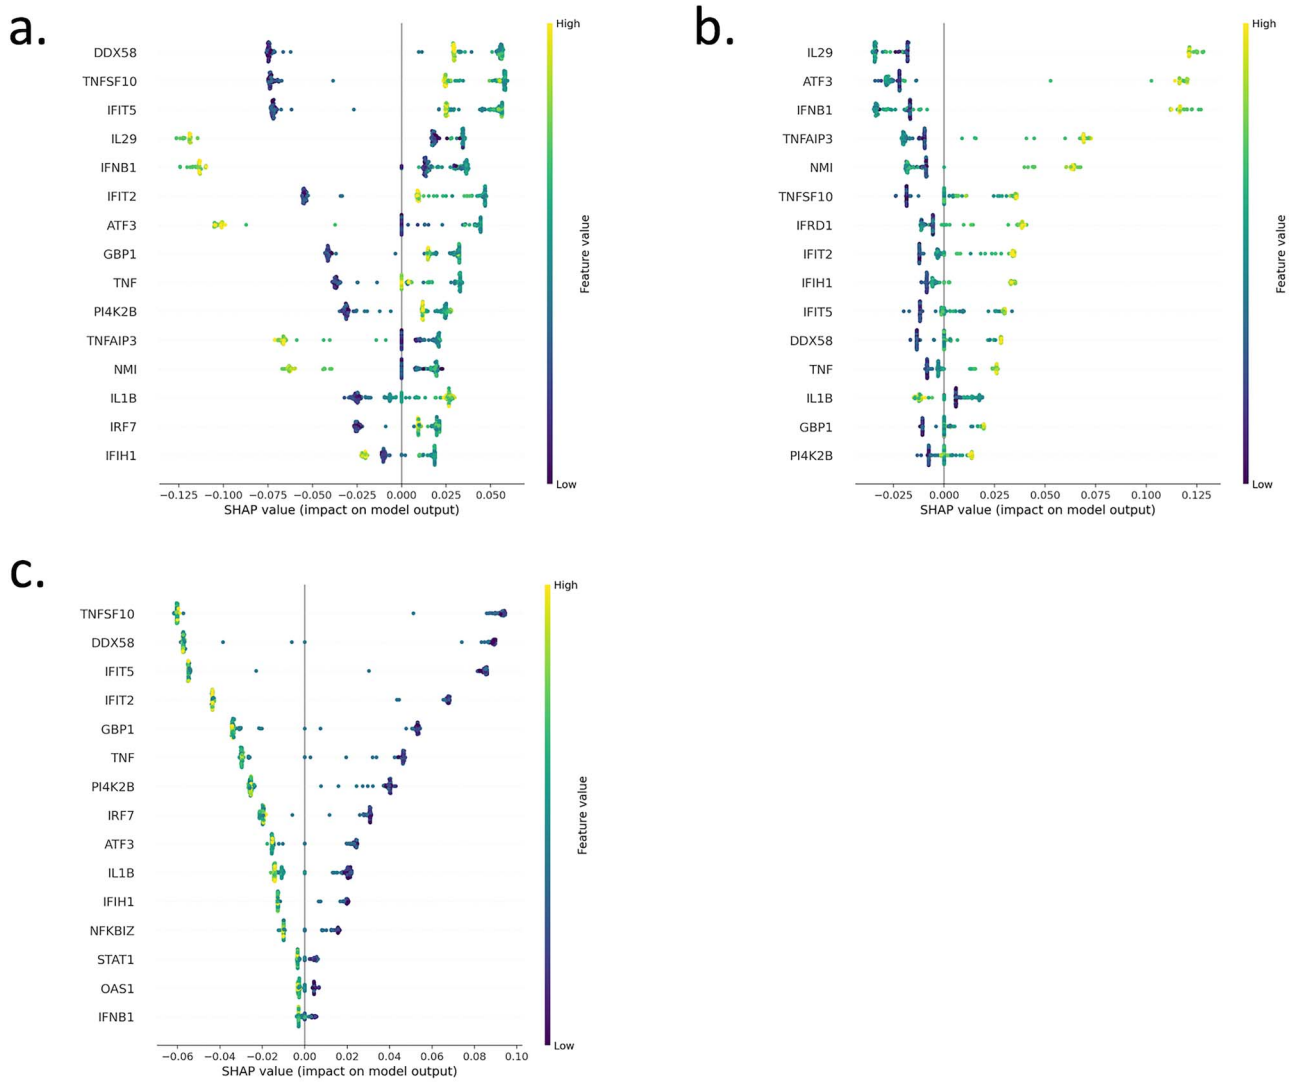 a.
DDX58
TNFSF10
IFIT5
IL29
IFNB1
IFIT2
ATF3
GBP1
TNF
PI4K2B
TNFAIP3
NMI
IL1B
IRF7
IFIH1
−0.125 −0.100 −0.075 −0.050 −0.025 0.000 0.025 0.050
SHAP value (impact on model output)
High
Feature value
Low
b.
IL29
ATF3
IFNB1
TNFAIP3
NMI
TNFSF10
IFRD1
IFIT2
IFIH1
IFIT5
DDX58
TNF
IL1B
GBP1
PI4K2B
−0.025 0.000 0.025 0.050 0.075 0.100 0.125
SHAP value (impact on model output)
High
Feature value
Low
c.
TNFSF10
DDX58
IFIT5
IFIT2
GBP1
TNF
PI4K2B
IRF7
ATF3
IL1B
IFIH1
NFKBIZ
STAT1
OAS1
IFNB1
−0.06 −0.04 −0.02 0.00 0.02 0.04 0.06 0.08 0.10
SHAP value (impact on model output)
High
Feature value
Low